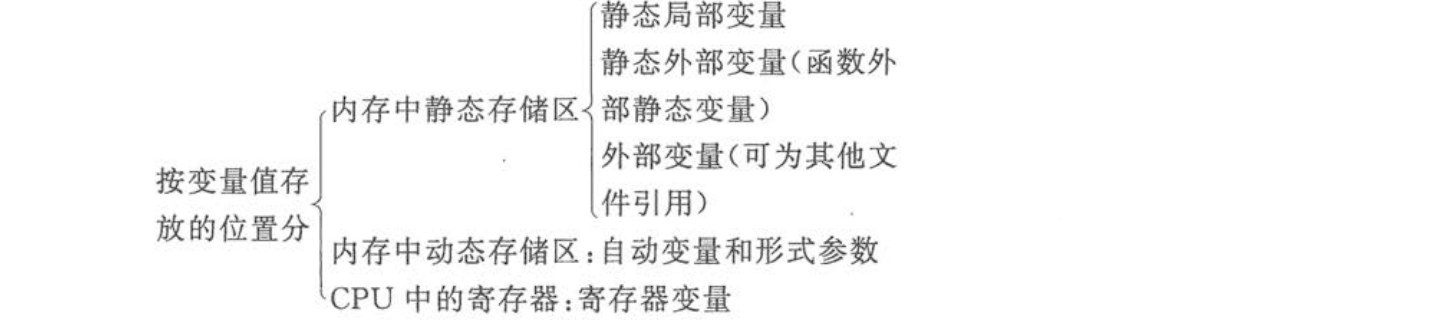 静态局部变量
静态外部变量(函数外
内存中静态存储区
部静态变量)
外部变量(可为其他文
按变量值存
件引用)
放的位置分
内存中动态存储区:自动变量和形式参数
CPU 中的寄存器:寄存器变量